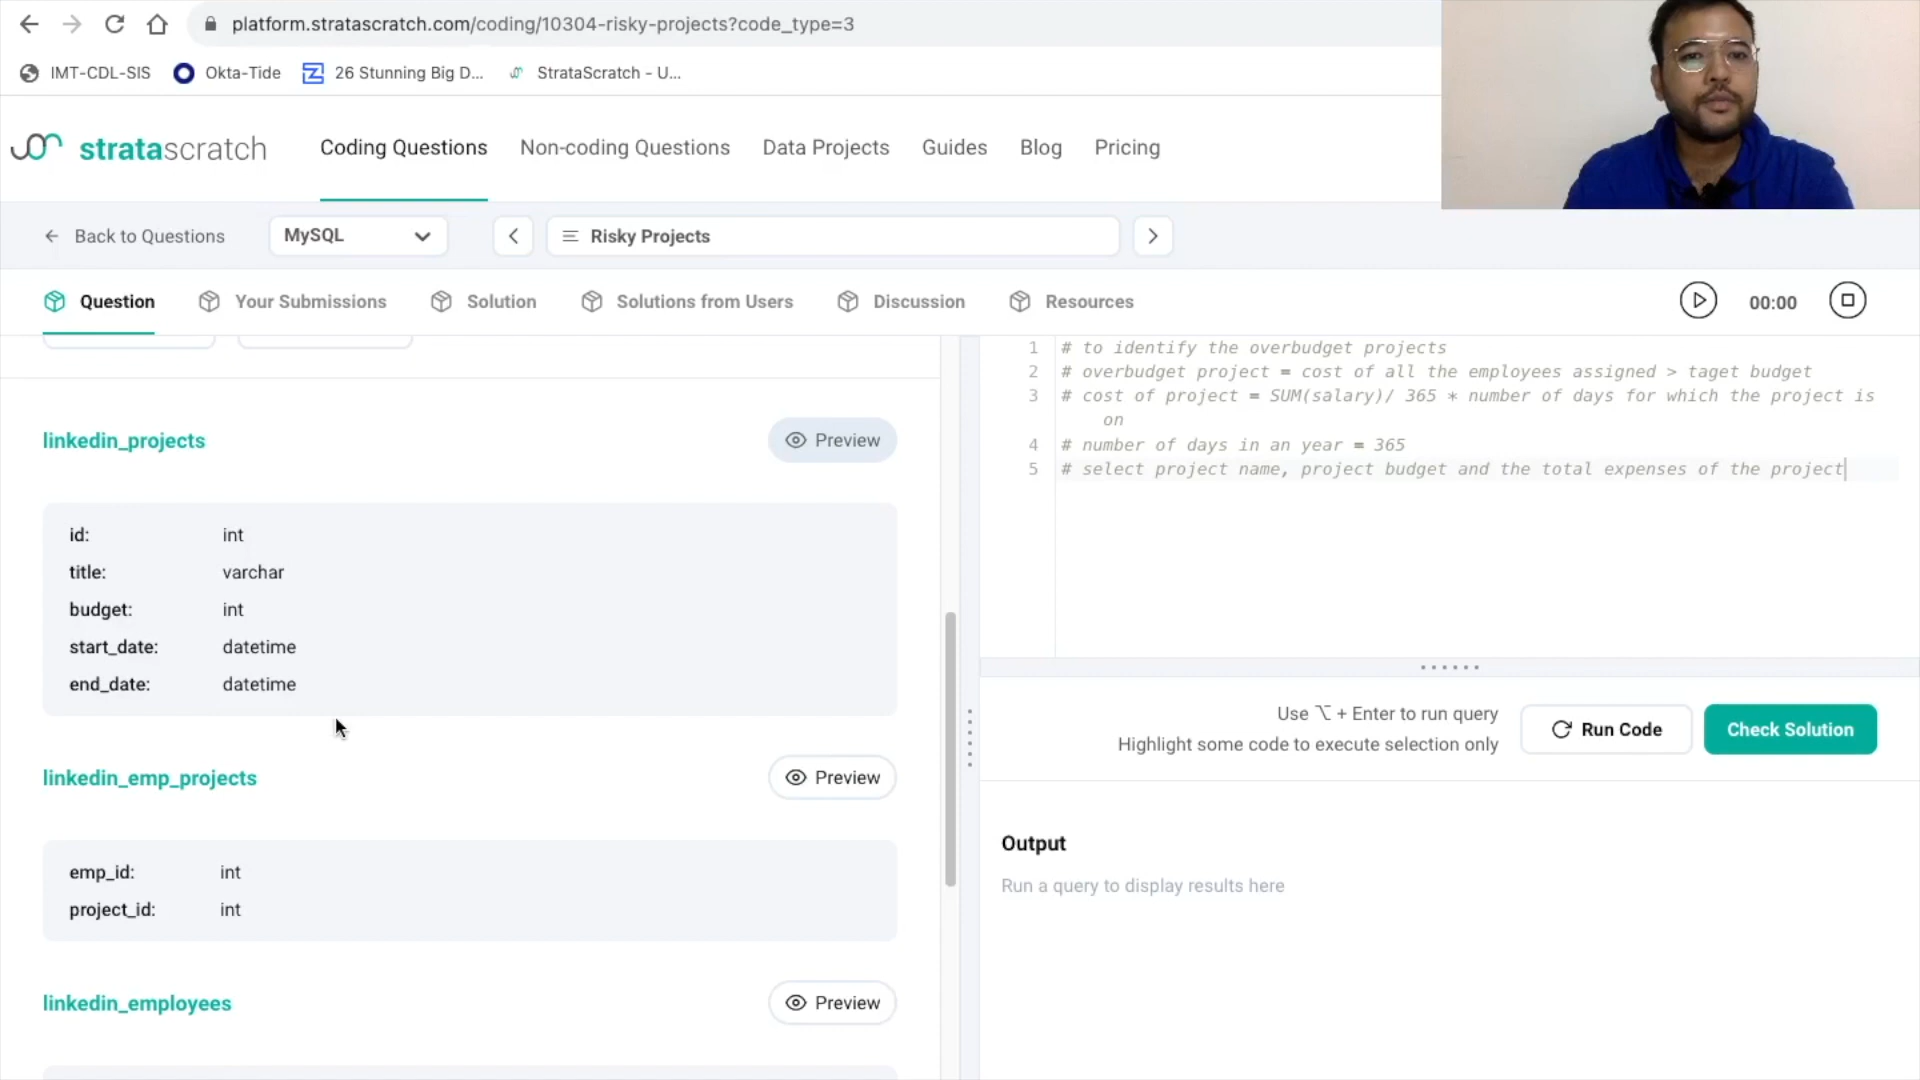 platform.stratascratch.com/coding/10304-risky-projects?code_type=3
IMT-CDL-SIS Okta-Tide 26 Stunning Big D... StrataScratch - U...
stratascratch Coding Questions Non-coding Questions Data Projects Guides Blog Pricing
Back to Questions MySQL Risky Projects
Question Your Submissions Solution Solutions from Users Discussion Resources 00:00
linkedin_projects Preview
id: int
title: varchar
budget: int
start_date: datetime
end_date: datetime
linkedin_emp_projects Preview
emp_id: int
project_id: int
linkedin_employees Preview
1 # to identify the overbudget projects
2 # overbudget project = cost of all the employees assigned > taget budget
3 # cost of project = SUM(salary)/ 365 * number of days for which the project is
on
4 # number of days in an year = 365
5 # select project name, project budget and the total expenses of the project
Use ⌥ + Enter to run query
Highlight some code to execute selection only
Run Code Check Solution
Output
Run a query to display results here